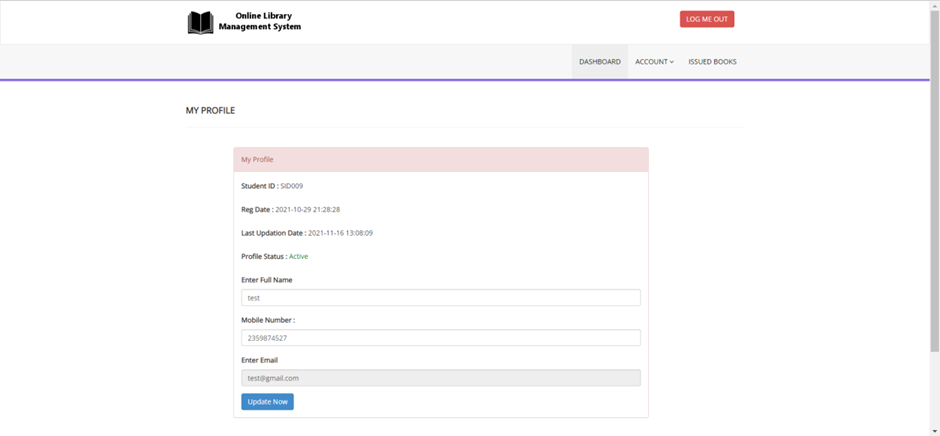 Online Library
Management System
LOG ME OUT
DASHBOARD ACCOUNT ISSUED BOOKS
MY PROFILE
My Profile
Student ID : SID009
Reg Date : 2021-10-29 21:28:28
Last Updation Date : 2021-11-16 13:08:09
Profile Status : Active
Enter Full Name
test
Mobile Number :
2359874527
Enter Email
test@gmail.com
Update Now